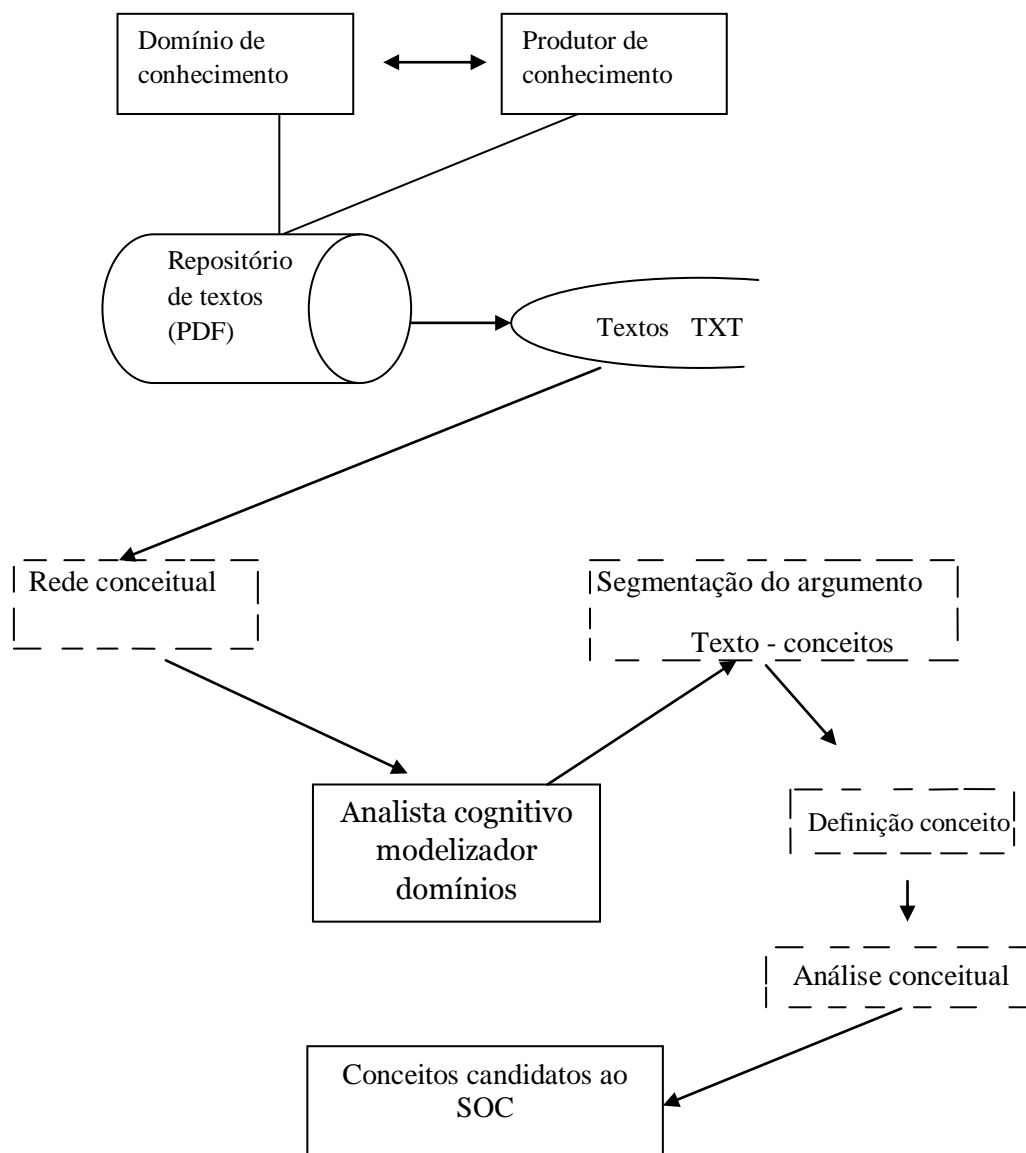 Domínio de
conhecimento
Produtor de
conhecimento
Repositório
de textos
(PDF)
Textos TXT
Rede conceitual
Segmentação do argumento
Texto - conceitos
Analista cognitivo
modelizador
domínios
Definição conceito
Análise conceitual
Conceitos candidatos ao
SOC